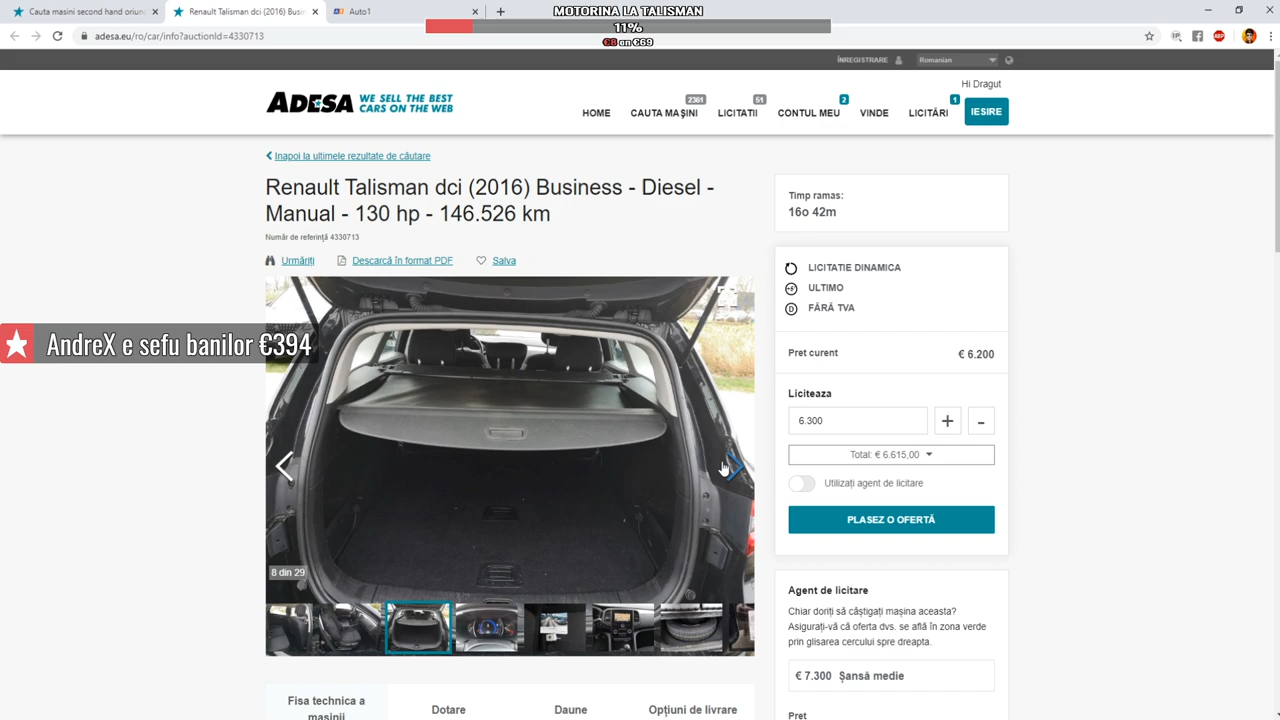 Cauta masini second hand oriund
Renault Talisman dci (2016) Busi
Auto1
MOTORINA LA TALISMAN
11%
€8 an €69
adesa.eu/ro/car/info?auctionId=4330713
ÎNREGISTRARE
Romanian
Hi Dragut
ADESA WE SELL THE BEST CARS ON THE WEB
HOME
CAUTA MAȘINI 2361
LICITATII 51
CONTUL MEU 2
VINDE
LICITĂRI 1
IESIRE
Inapoi la ultimele rezultate de căutare
Renault Talisman dci (2016) Business - Diesel -
Manual - 130 hp - 146.526 km
Număr de referință 4330713
Urmăriți
Descarcă în format PDF
Salva
AndreX e sefu banilor €394
8 din 29
Fisa technica a
masinii
Dotare
Daune
Opțiuni de livrare
Timp ramas:
16o 42m
LICITATIE DINAMICA
ULTIMO
FĂRĂ TVA
Pret curent
€ 6.200
Liciteaza
6.300
+
-
Total: € 6.615,00
Utilizați agent de licitare
PLASEZ O OFERTĂ
Agent de licitare
Chiar doriți să câștigați mașina aceasta?
Asigurați-vă că oferta dvs. se află în zona verde
prin glisarea cercului spre dreapta.
€ 7.300 Șansă medie
Pret